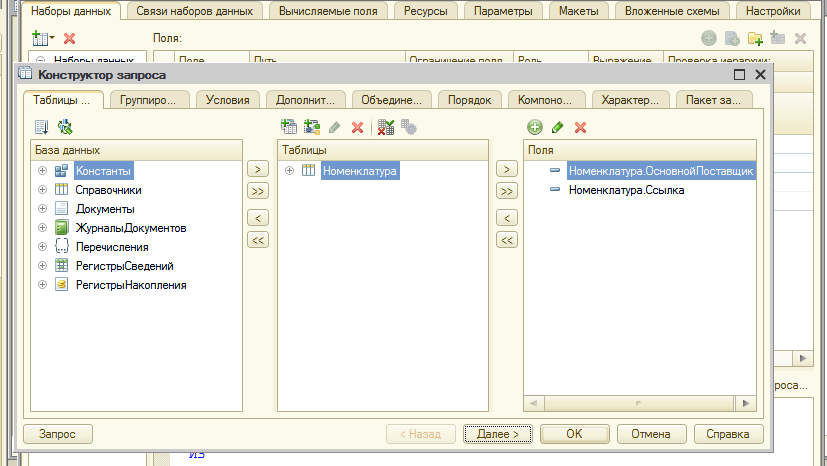 Наборы данных Связи наборов данных Вычисляемые поля Ресурсы Параметры Макеты Вложенные схемы Настройки
Поля:
Наборы данных Поле Путь Ограничение поля Роль Выражение Проверка иерархии:
Конструктор запроса
Таблицы ... Группиро... Условия Дополнит... Объедине... Порядок Компоно... Характер... Пакет за...
База данных
Константы
Справочники
Документы
ЖурналыДокументов
Перечисления
РегистрыСведений
РегистрыНакопления
>
>>
<
<<
Таблицы
Номенклатура
>
>>
<
<<
Поля
Номенклатура.ОсновнойПоставщик
Номенклатура.Ссылка
роса...
Запрос < Назад Далее > OK Отмена Справка
ИЗ